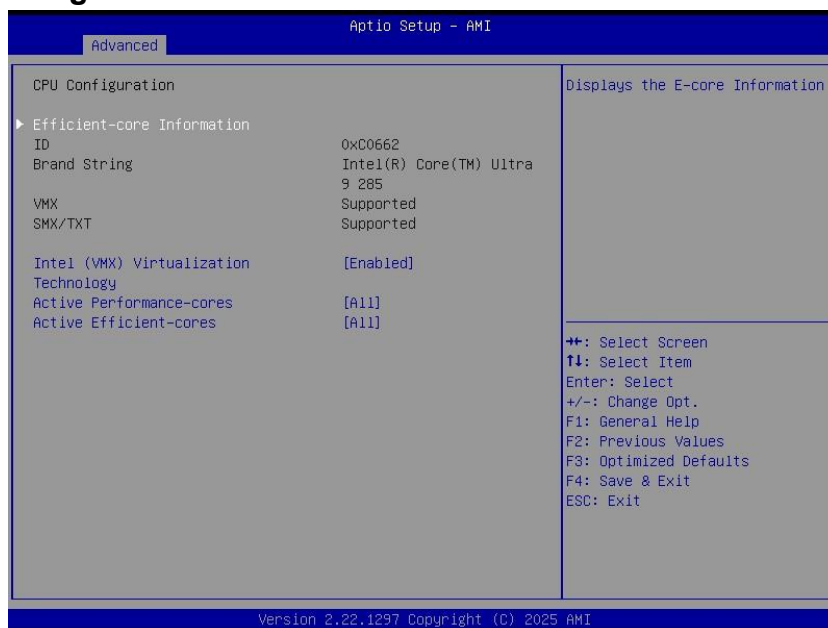 Aptio Setup - AMI
Advanced
CPU Configuration
Displays the E-core Information
Efficient-core Information
ID 0xC0662
Brand String Intel(R) Core(TM) Ultra
9 285
VMX Supported
SMX/TXT Supported
Intel (VMX) Virtualization [Enabled]
Technology
Active Performance-cores [All]
Active Efficient-cores [All]
→←: Select Screen
↑↓: Select Item
Enter: Select
+/-: Change Opt.
F1: General Help
F2: Previous Values
F3: Optimized Defaults
F4: Save & Exit
ESC: Exit
Version 2.22.1297 Copyright (C) 2025 AMI